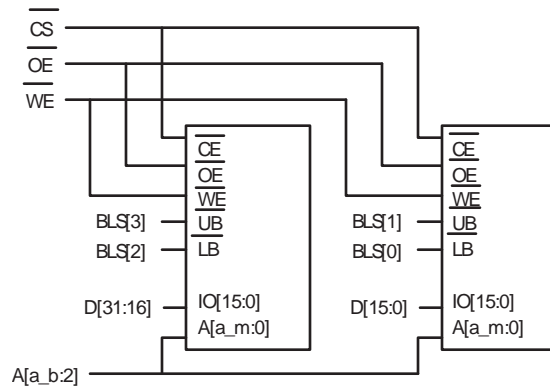 CS
OE
WE
CE
OE
WE
UB
LB
BLS[3]
BLS[2]
D[31:16]
IO[15:0]
A[a_m:0]
CE
OE
WE
UB
LB
BLS[1]
BLS[0]
D[15:0]
IO[15:0]
A[a_m:0]
A[a_b:2]